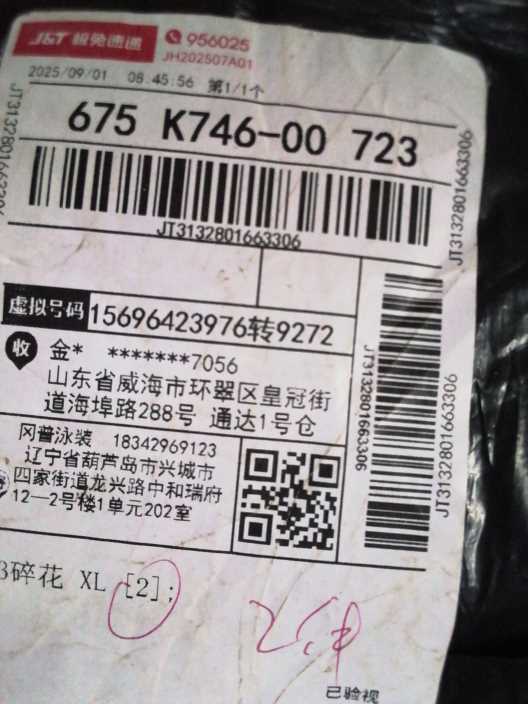 J&T 极兔速递
956025
JH202507A01
2025/09/01 08:45:56 第1/1个
675 K746-00 723
JT3132801663306
JT3132801663306
JT3132801663306
虚拟号码 15696423976转9272
收 金* *******7056
山东省威海市环翠区皇冠街
道海埠路288号 通达1号仓
冈普泳装 18342969123
辽宁省葫芦岛市兴城市
四家街道龙兴路中和瑞府
12—2号楼1单元202室
JT3132801663306
JT3132801663306
碎花 XL [2];
已验视